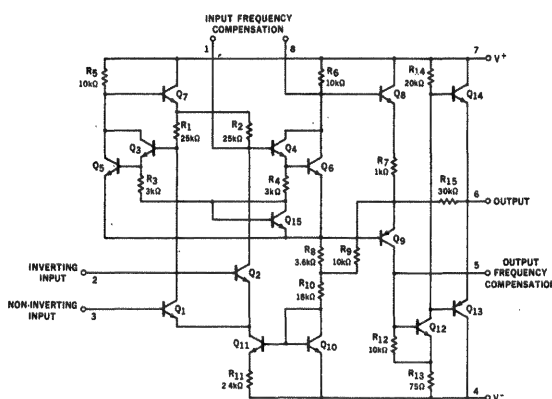 INPUT FREQUENCY
COMPENSATION
1
8
7
V+
R5
10kΩ
Q7
R6
10kΩ
Q8
R14
20kΩ
Q14
R1
25kΩ
R2
25kΩ
Q3
Q4
Q5
Q6
R3
3kΩ
R4
3kΩ
R7
1kΩ
R15
30kΩ
6
OUTPUT
Q15
R8
3.6kΩ
R9
10kΩ
Q9
5
OUTPUT
FREQUENCY
COMPENSATION
INVERTING
INPUT
2
Q2
R10
18kΩ
NON-INVERTING
INPUT
3
Q1
Q11
Q10
R12
10kΩ
Q12
Q13
R11
2.4kΩ
R13
75Ω
4
V-